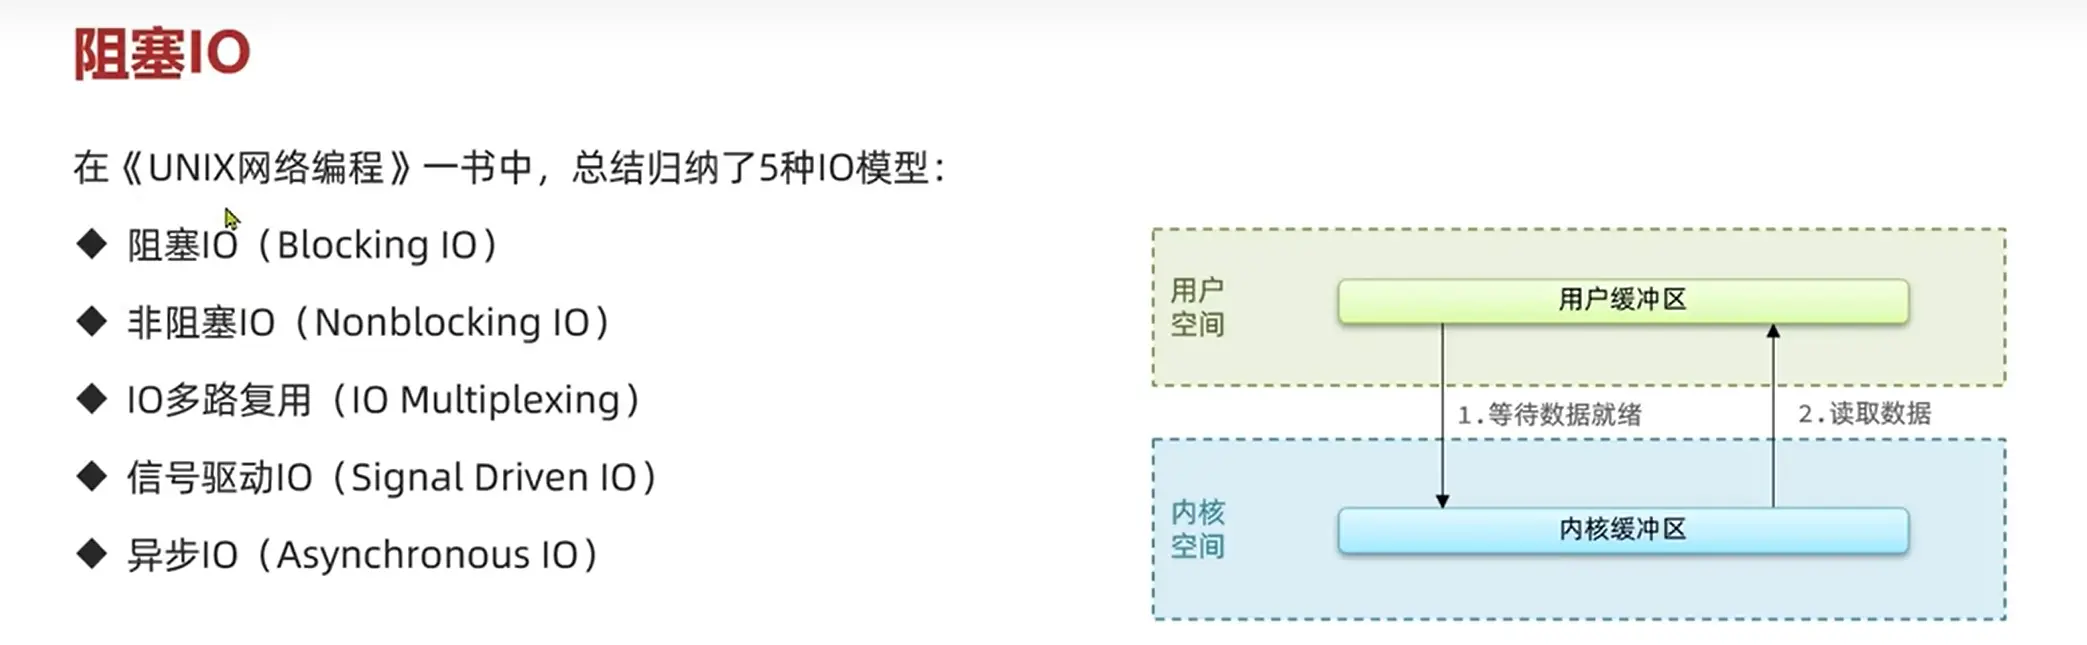 阻塞IO
在《UNIX网络编程》一书中，总结归纳了5种IO模型：
◆ 阻塞IO（Blocking IO）
◆ 非阻塞IO（Nonblocking IO）
◆ IO多路复用（IO Multiplexing）
◆ 信号驱动IO（Signal Driven IO）
◆ 异步IO（Asynchronous IO）
用户
空间
用户缓冲区
1.等待数据就绪
2.读取数据
内核
空间
内核缓冲区